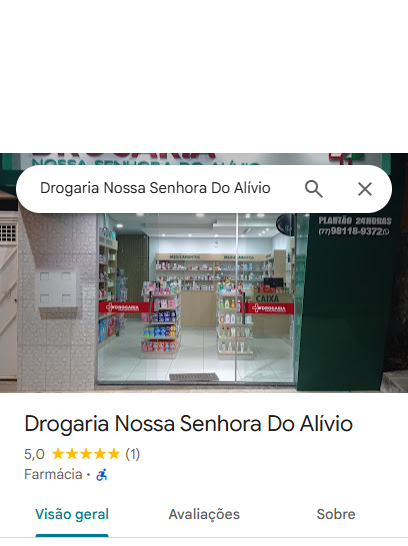 DROGARIA
NOSSA SENHORA DO ALÍVIO
Drogaria Nossa Senhora Do Alívio
PLANTÃO 24HORAS
(77)98118-9372
MEDICAMENTOS
MEDICAMENTOS
CAIXA
DROGARIA
DROGARIA
Drogaria Nossa Senhora Do Alívio
5,0 ★★★★★ (1)
Farmácia ·
Visão geral Avaliações Sobre